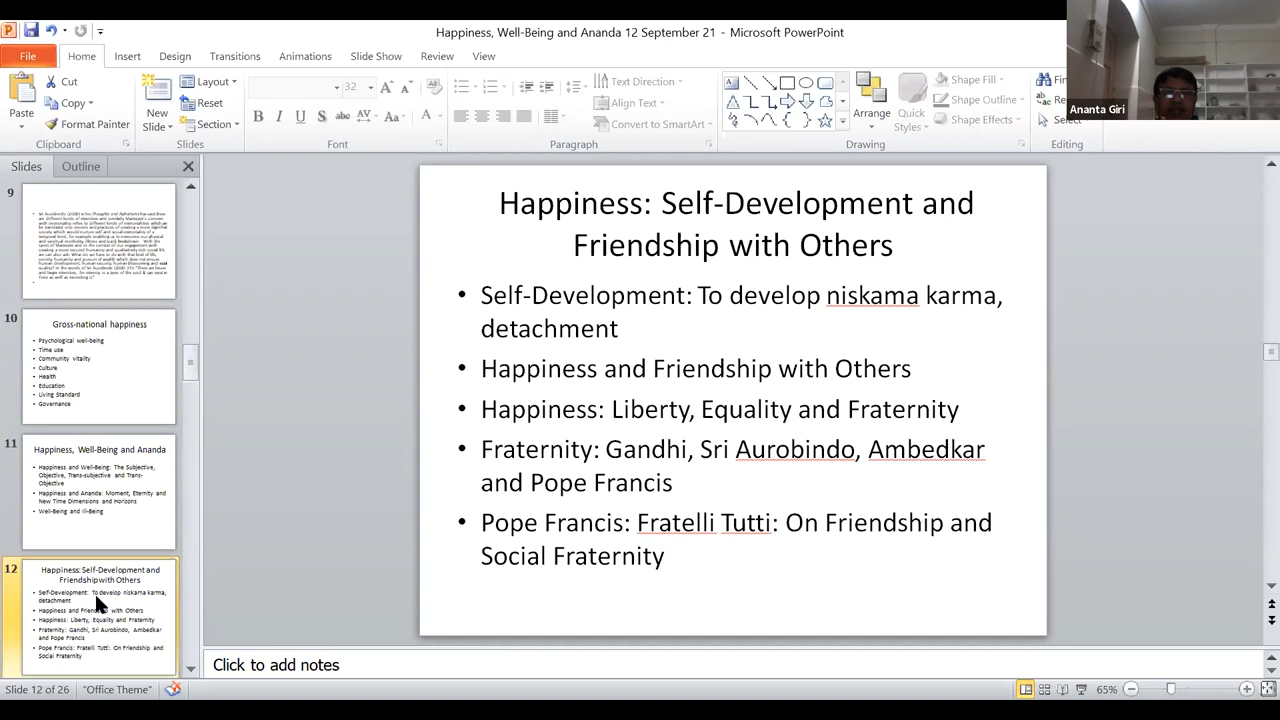 Happiness, Well-Being and Ananda 12 September 21 - Microsoft PowerPoint
File Home Insert Design Transitions Animations Slide Show Review View
Cut
Copy
Format Painter
Paste
Clipboard
New
Slide
Layout
Reset
Section
Slides
32
Font
Text Direction
Align Text
Convert to SmartArt
Paragraph
Arrange
Quick
Styles
Shape Fill
Shape Outline
Shape Effects
Drawing
Select
Editing
Ananta Giri
Slides Outline
9
10
Gross-national happiness
• Psychological well-being
• Time use
• Community vitality
• Culture
• Health
• Education
• Living Standard
• Governance
11
Happiness, Well-Being and Ananda
• Happiness and Well-Being: The Subjective,
Objective, Trans-subjective and Trans-
Objective
• Happiness and Ananda: Moment, Eternity and
New Time Dimensions and Horizons
• Well-Being and Ill-Being
12
Happiness: Self-Development and
Friendship with Others
• Self-Development: To develop niskama karma,
detachment
• Happiness and Friendship with Others
• Happiness: Liberty, Equality and Fraternity
• Fraternity: Gandhi, Sri Aurobindo, Ambedkar
and Pope Francis
• Pope Francis: Fratelli Tutti: On Friendship and
Social Fraternity
Happiness: Self-Development and
Friendship with Others
• Self-Development: To develop niskama karma,
detachment
• Happiness and Friendship with Others
• Happiness: Liberty, Equality and Fraternity
• Fraternity: Gandhi, Sri Aurobindo, Ambedkar
and Pope Francis
• Pope Francis: Fratelli Tutti: On Friendship and
Social Fraternity
Click to add notes
Slide 12 of 26 "Office Theme" 65%